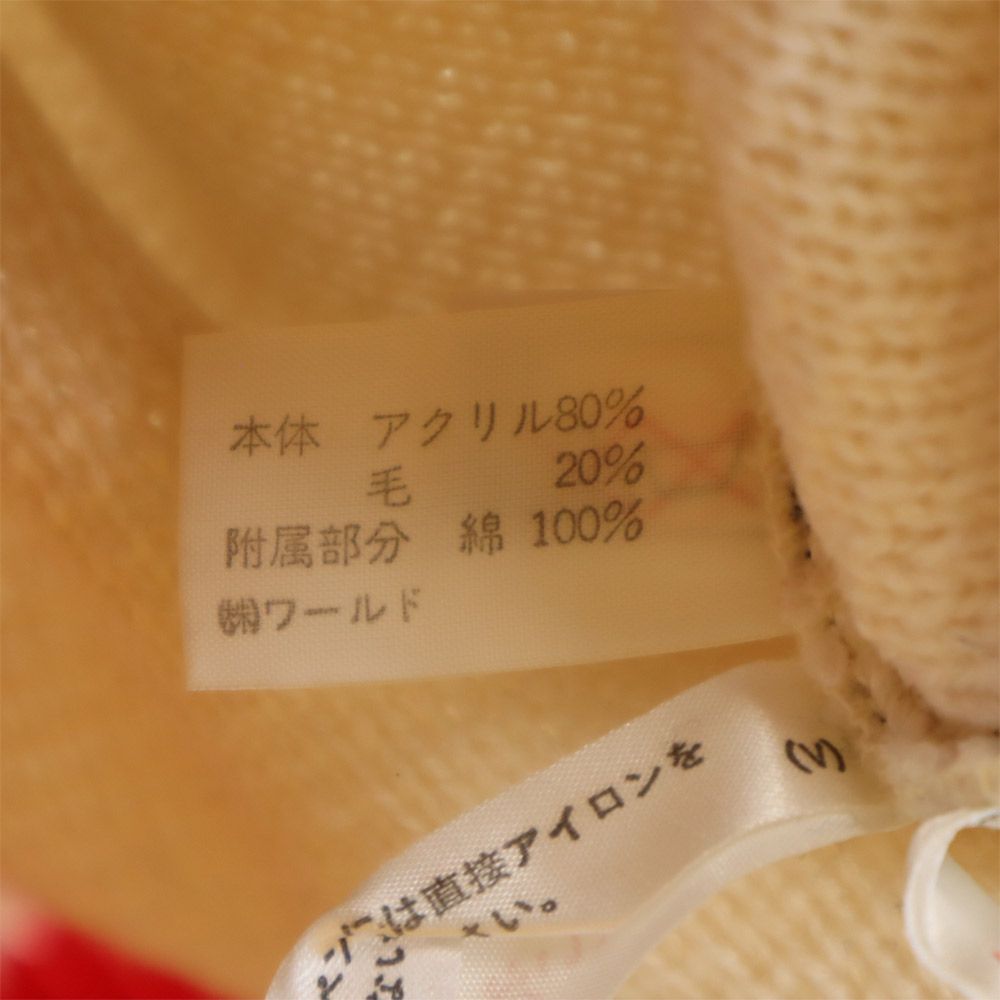 本体 アクリル80%
毛 20%
附属部分 綿 100%
㈱ワールド
は直接アイロンを
い。